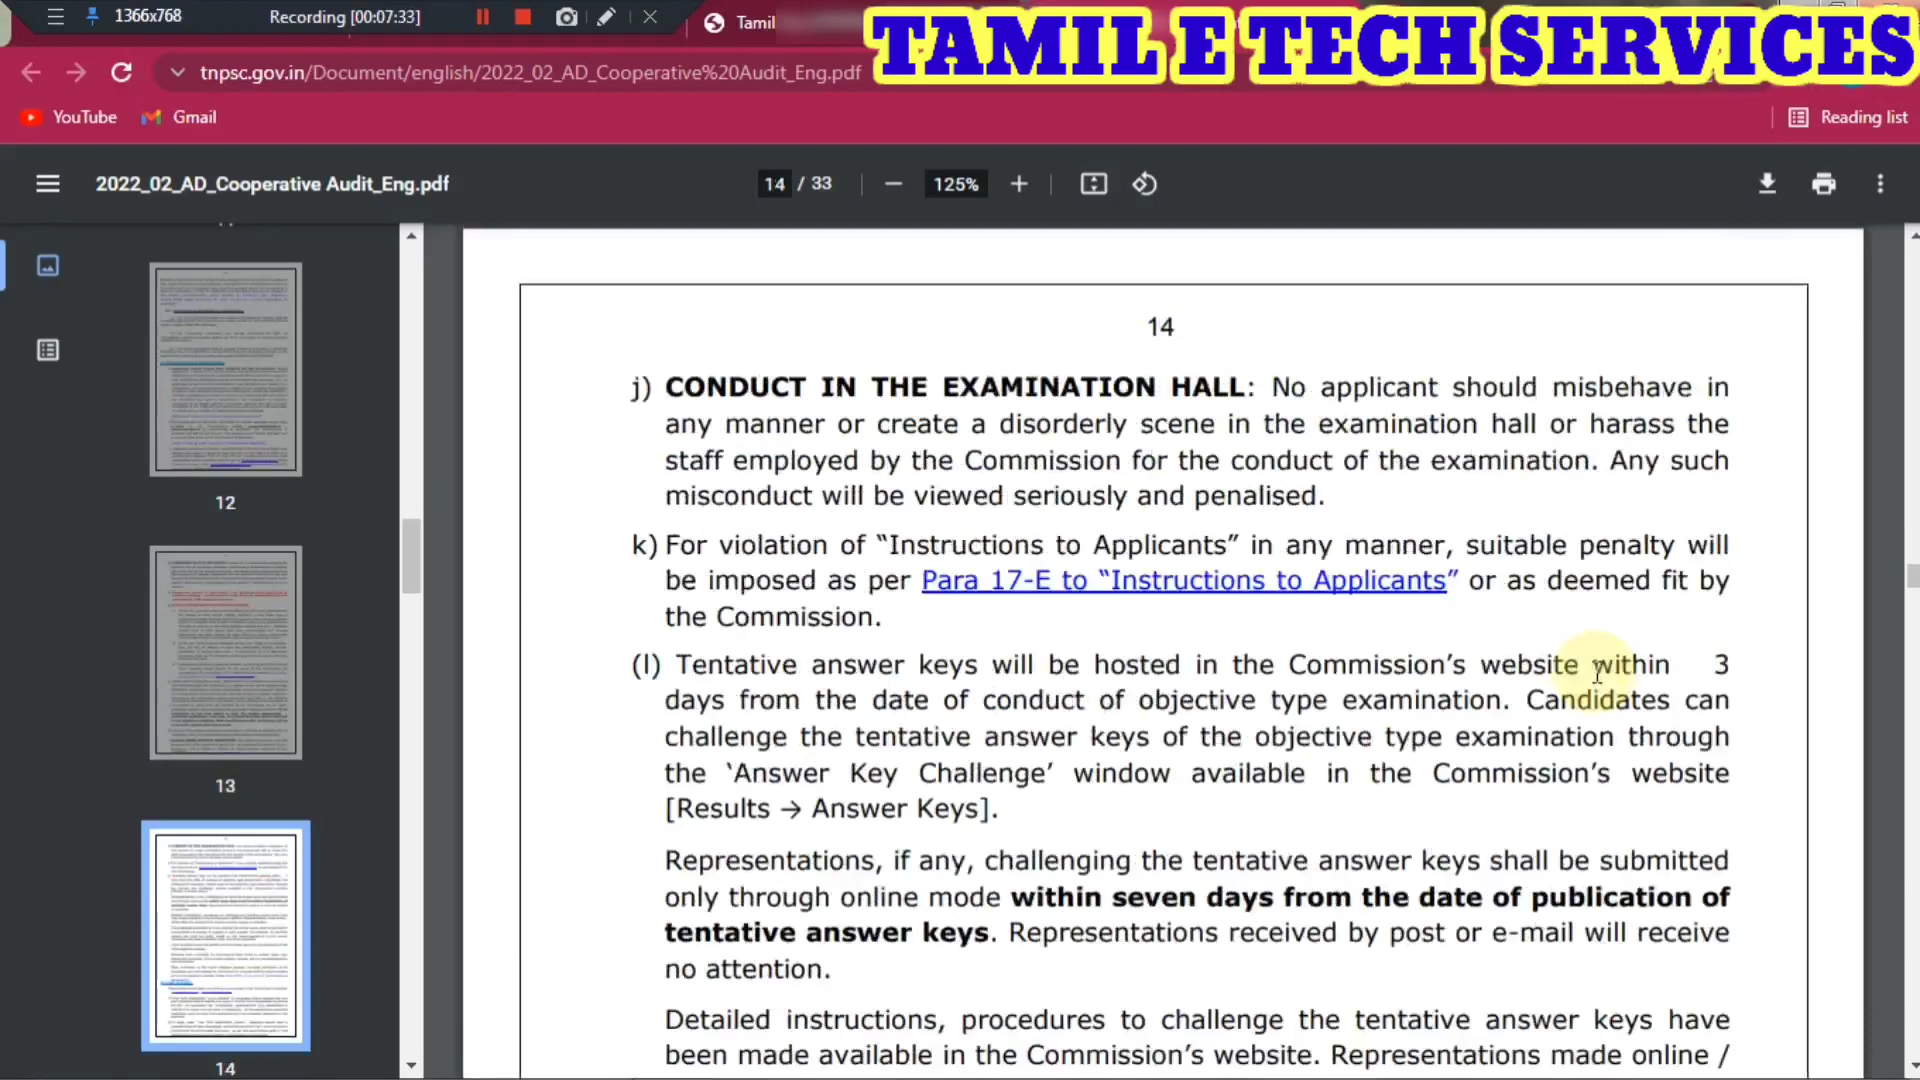 1366x768
Recording [00:07:33]
Tamil
TAMIL E TECH SERVICES
tnpsc.gov.in/Document/english/2022_02_AD_Cooperative%20Audit_Eng.pdf
YouTube
Gmail
Reading list
2022_02_AD_Cooperative Audit_Eng.pdf
14 / 33
125%
12
13
14
14
j) CONDUCT IN THE EXAMINATION HALL: No applicant should misbehave in
any manner or create a disorderly scene in the examination hall or harass the
staff employed by the Commission for the conduct of the examination. Any such
misconduct will be viewed seriously and penalised.
k) For violation of “Instructions to Applicants” in any manner, suitable penalty will
be imposed as per Para 17-E to “Instructions to Applicants” or as deemed fit by
the Commission.
(l) Tentative answer keys will be hosted in the Commission’s website within 3
days from the date of conduct of objective type examination. Candidates can
challenge the tentative answer keys of the objective type examination through
the ‘Answer Key Challenge’ window available in the Commission’s website
[Results → Answer Keys].
Representations, if any, challenging the tentative answer keys shall be submitted
only through online mode within seven days from the date of publication of
tentative answer keys. Representations received by post or e-mail will receive
no attention.
Detailed instructions, procedures to challenge the tentative answer keys have
been made available in the Commission’s website. Representations made online /